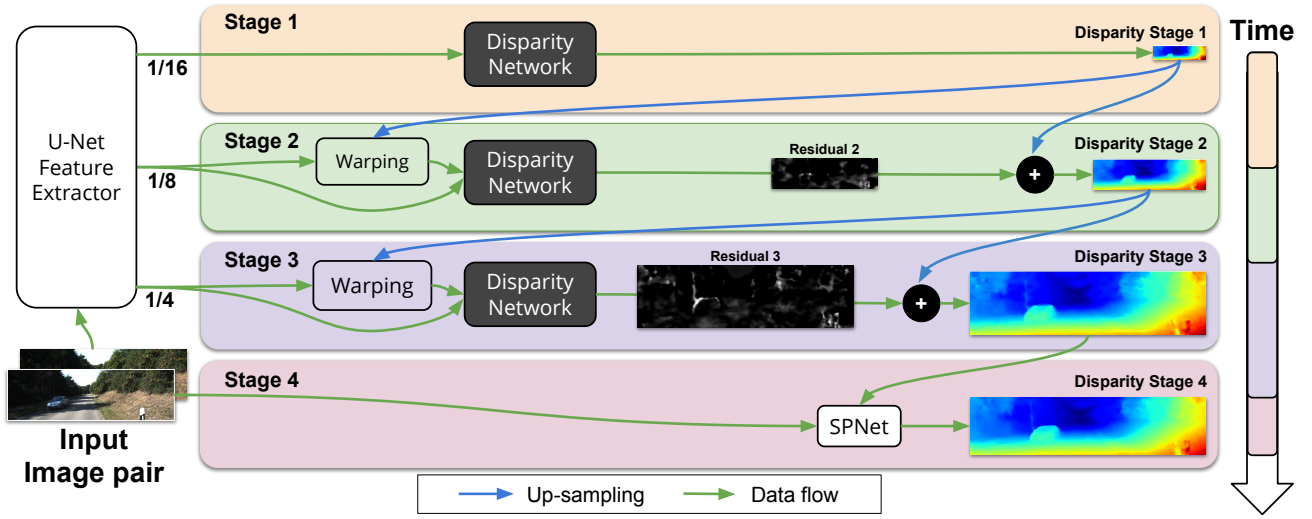 Stage 1
Disparity
Network
Disparity Stage 1
Time
1/16
U-Net
Feature
Extractor
Stage 2
Warping
Disparity
Network
Residual 2
+
Disparity Stage 2
1/8
Stage 3
Warping
Disparity
Network
Residual 3
+
Disparity Stage 3
1/4
Stage 4
SPNet
Disparity Stage 4
Input
Image pair
Up-sampling
Data flow